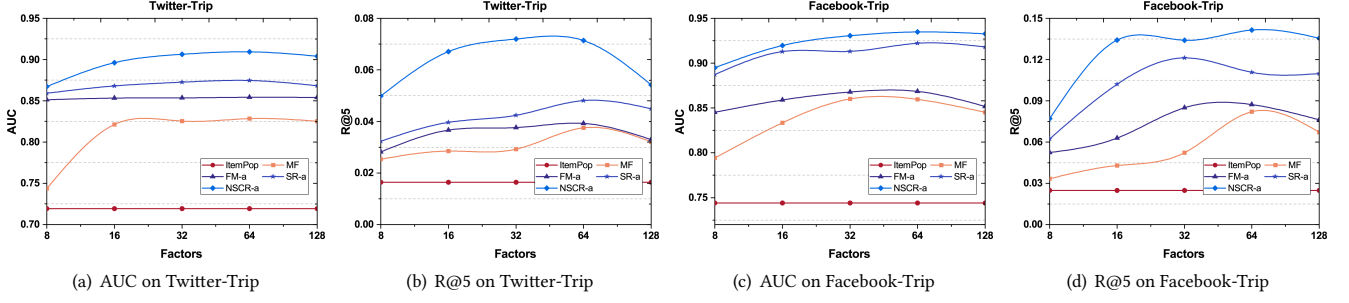 Twitter-Trip
0.95
0.90
0.85
0.80
0.75
0.70
AUC
8
16
32
64
128
Factors
ItemPop
MF
FM-a
SR-a
NSCR-a
(a) AUC on Twitter-Trip
Twitter-Trip
0.08
0.06
0.04
0.02
0.00
R@5
8
16
32
64
128
Factors
ItemPop
MF
FM-a
SR-a
NSCR-a
(b) R@5 on Twitter-Trip
Facebook-Trip
0.95
0.90
0.85
0.80
0.75
AUC
8
16
32
64
128
Factors
ItemPop
MF
FM-a
SR-a
NSCR-a
(c) AUC on Facebook-Trip
Facebook-Trip
0.15
0.12
0.09
0.06
0.03
0.00
R@5
8
16
32
64
128
Factors
ItemPop
MF
FM-a
SR-a
NSCR-a
(d) R@5 on Facebook-Trip